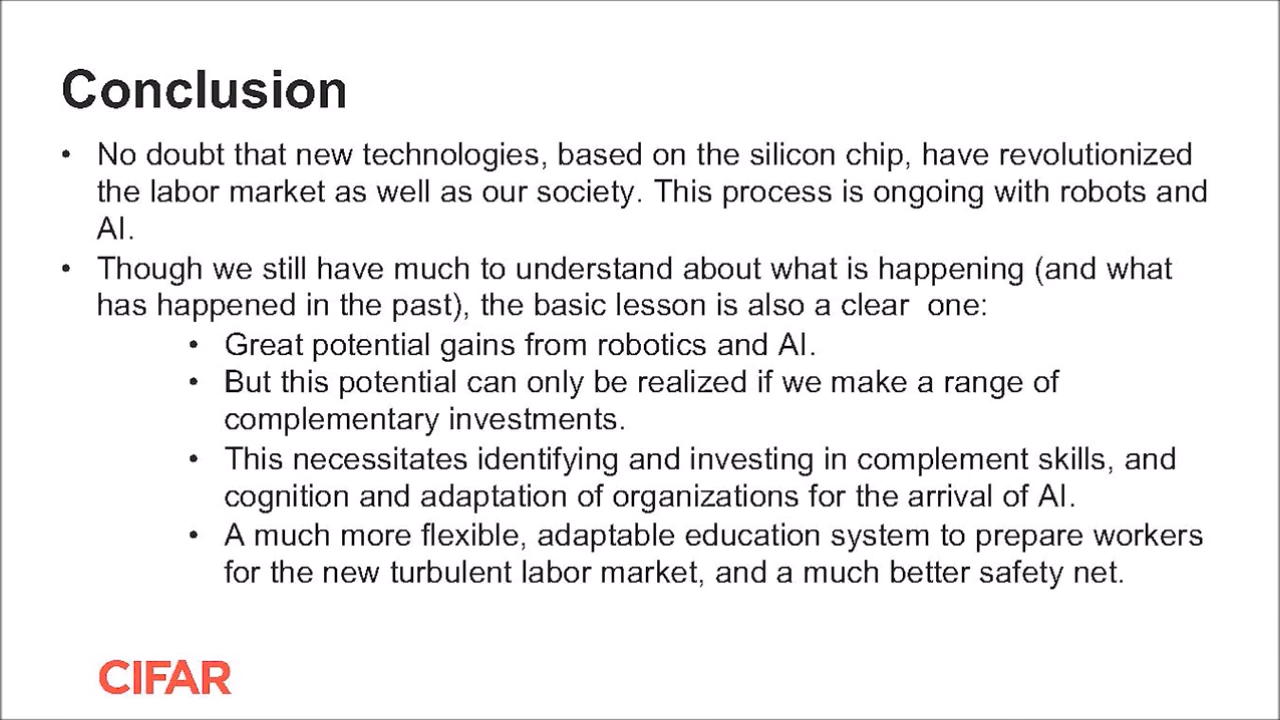 Conclusion
• No doubt that new technologies, based on the silicon chip, have revolutionized
the labor market as well as our society. This process is ongoing with robots and
AI.
• Though we still have much to understand about what is happening (and what
has happened in the past), the basic lesson is also a clear one:
• Great potential gains from robotics and AI.
• But this potential can only be realized if we make a range of
complementary investments.
• This necessitates identifying and investing in complement skills, and
cognition and adaptation of organizations for the arrival of AI.
• A much more flexible, adaptable education system to prepare workers
for the new turbulent labor market, and a much better safety net.
CIFAR